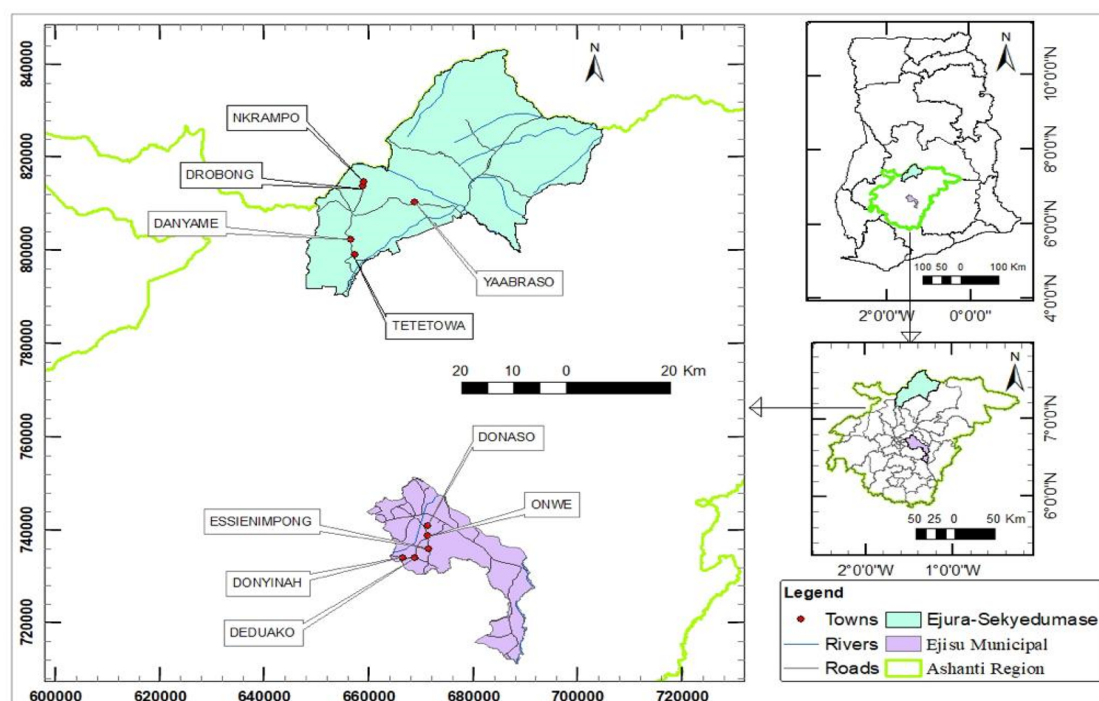 840000
820000
800000
780000
760000
740000
720000
600000
620000
640000
660000
680000
700000
720000
N
NKRAMPO
DROBONG
DANYAME
YAABRASO
TETETOWA
20 10 0 20 Km
DONASO
ONWE
ESSIENIMPONG
DONYINAH
DEDUAKO
N
10°0'0"N
8°0'0"N
6°0'0"N
4°0'0"N
100 50 0 100 Km
2°0'0"W 0°0'0"
N
7°0'0"N
6°0'0"N
50 25 0 50 Km
2°0'0"W 1°0'0"W
Legend
Towns Ejura-Sekyedumase
Rivers Ejisu Municipal
Roads Ashanti Region